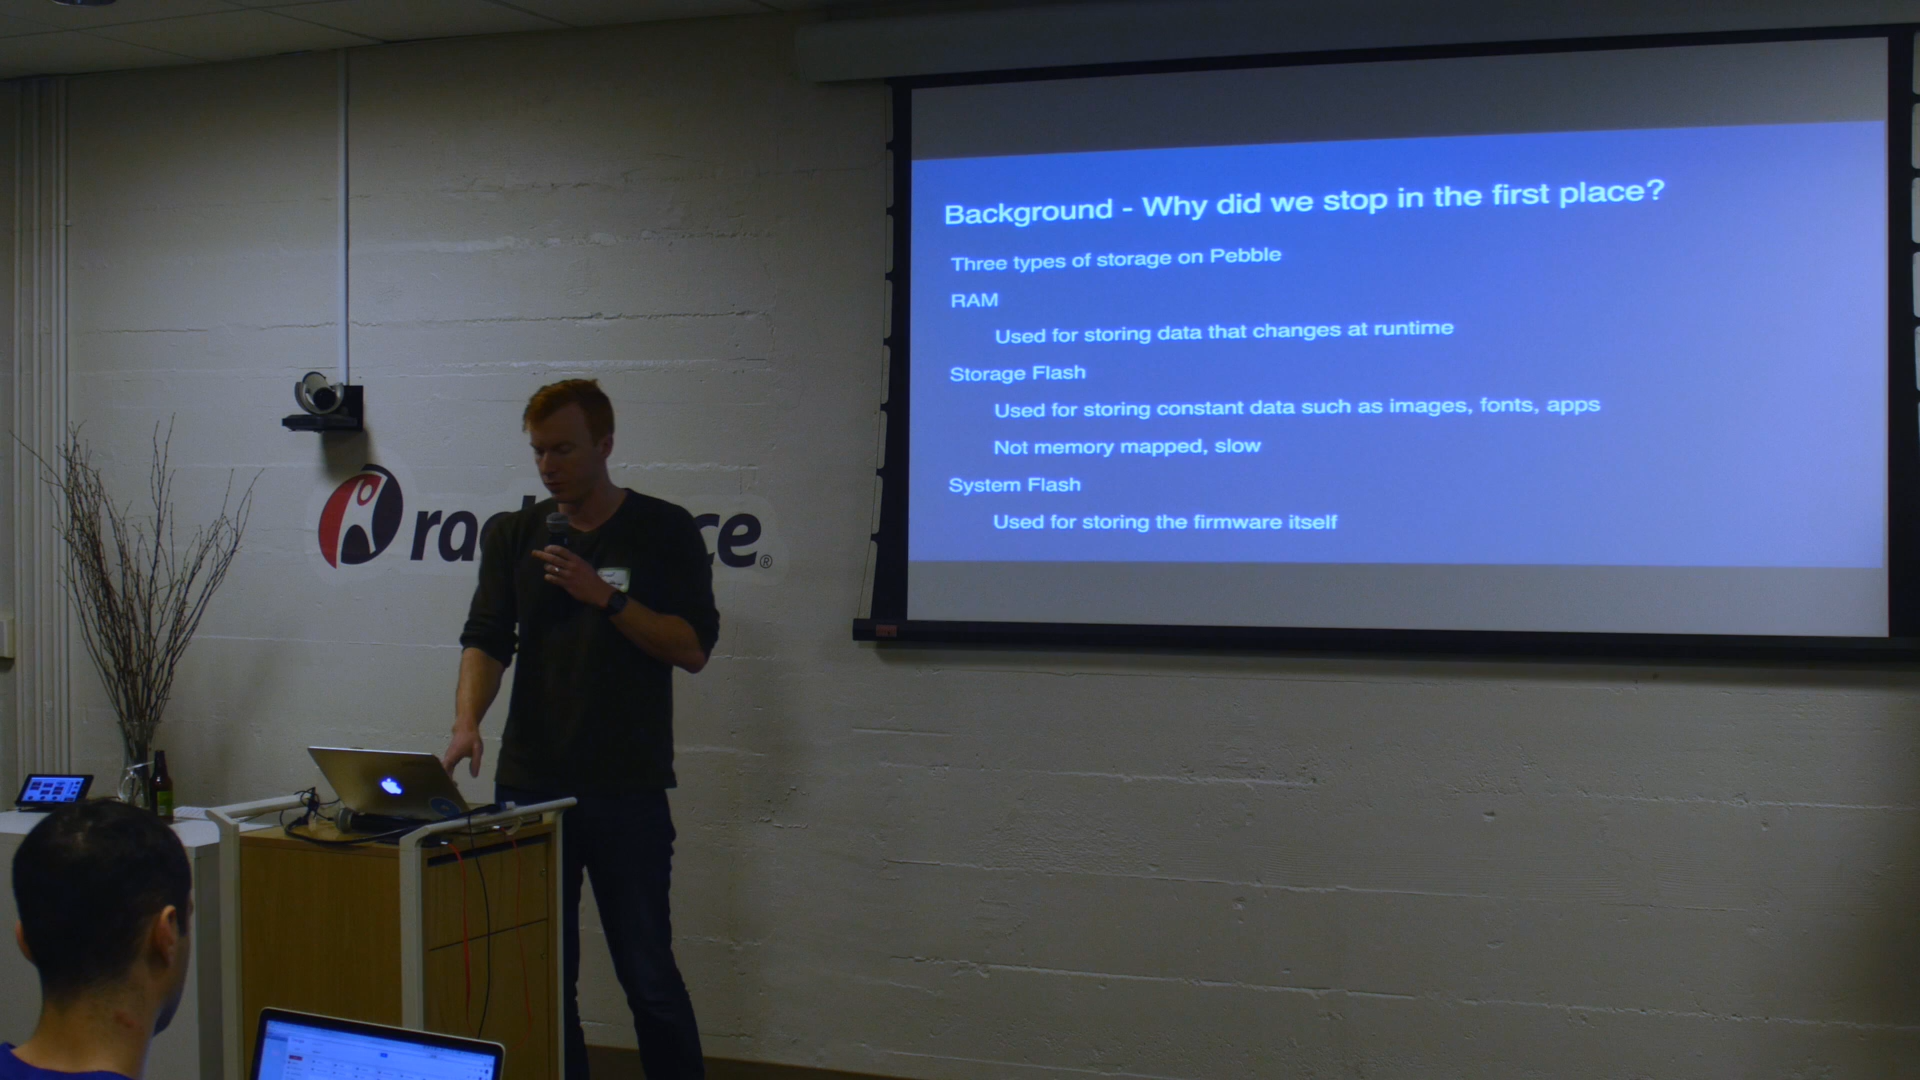 Background - Why did we stop in the first place?
Three types of storage on Pebble
RAM
Used for storing data that changes at runtime
Storage Flash
Used for storing constant data such as images, fonts, apps
Not memory mapped, slow
System Flash
Used for storing the firmware itself